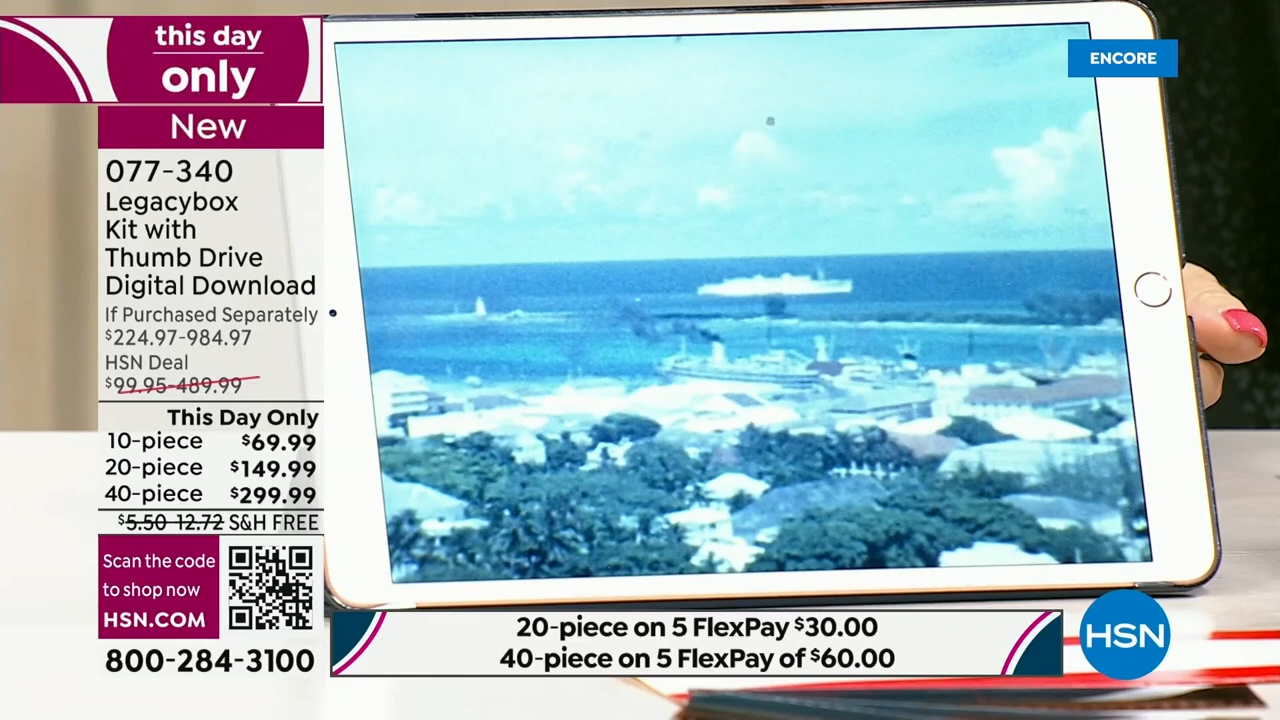 this day
only
New
077-340
Legacybox
Kit with
Thumb Drive
Digital Download
If Purchased Separately
$224.97-984.97
HSN Deal
$99.95-489.99
This Day Only
10-piece $69.99
20-piece $149.99
40-piece $299.99
$5.50-12.72 S&H FREE
Scan the code
to shop now
HSN.COM
800-284-3100
ENCORE
20-piece on 5 FlexPay $30.00
40-piece on 5 FlexPay of $60.00
HSN